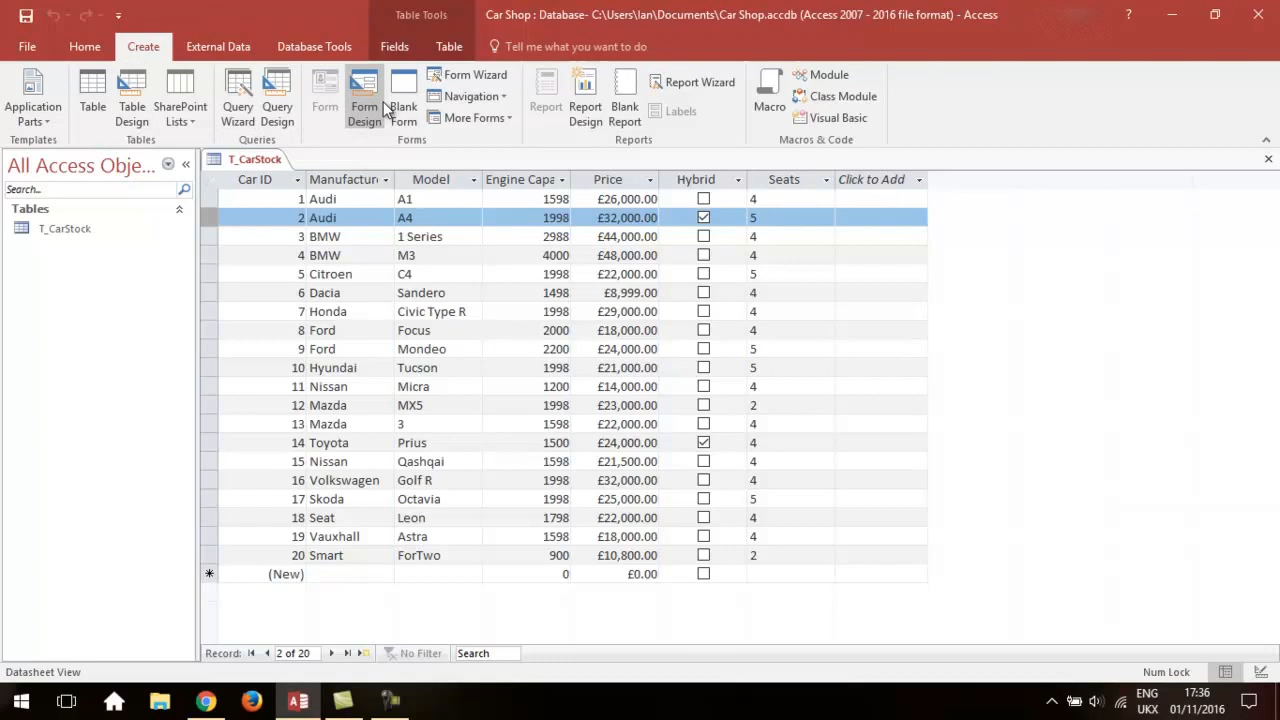 Table Tools
Car Shop : Database- C:\Users\Ian\Documents\Car Shop.accdb (Access 2007 - 2016 file format) - Access
?
File Home Create External Data Database Tools Fields Table Tell me what you want to do
Application Parts
Table
Table Design
SharePoint Lists
Query Wizard
Query Design
Form
Form Design
Blank Form
Form Wizard
Navigation
More Forms
Report
Report Design
Blank Report
Report Wizard
Labels
Macro
Module
Class Module
Visual Basic
Templates Tables Queries Forms Reports Macros & Code
All Access Obje...
Search...
Tables
T_CarStock
T_CarStock
Car ID Manufactur Model Engine Capa Price Hybrid Seats Click to Add
1 Audi A1 1598 £26,000.00 4
2 Audi A4 1998 £32,000.00 5
3 BMW 1 Series 2988 £44,000.00 4
4 BMW M3 4000 £48,000.00 4
5 Citroen C4 1998 £22,000.00 5
6 Dacia Sandero 1498 £8,999.00 4
7 Honda Civic Type R 1998 £29,000.00 4
8 Ford Focus 2000 £18,000.00 4
9 Ford Mondeo 2200 £24,000.00 5
10 Hyundai Tucson 1998 £21,000.00 5
11 Nissan Micra 1200 £14,000.00 4
12 Mazda MX5 1998 £23,000.00 2
13 Mazda 3 1598 £22,000.00 4
14 Toyota Prius 1500 £24,000.00 4
15 Nissan Qashqai 1598 £21,500.00 4
16 Volkswagen Golf R 1998 £32,000.00 4
17 Skoda Octavia 1998 £25,000.00 5
18 Seat Leon 1798 £22,000.00 4
19 Vauxhall Astra 1598 £18,000.00 4
20 Smart ForTwo 900 £10,800.00 2
(New) 0 £0.00
Record: 2 of 20 No Filter Search
Datasheet View Num Lock
ENG
UKX
17:36
01/11/2016